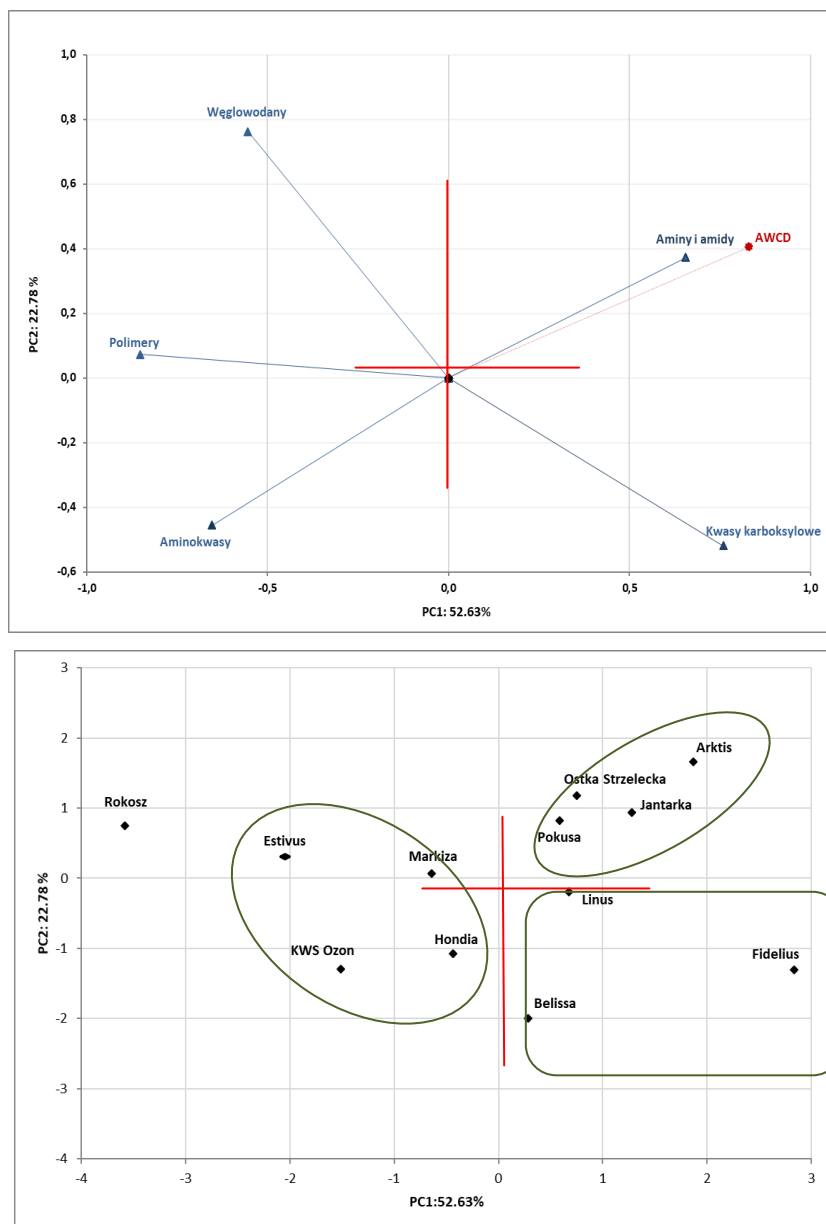 1,0
0,8
0,6
0,4
0,2
0,0
-0,2
-0,4
-0,6
PC2: 22.78 %
Węglowodany
Aminy i amidy
AWCD
Polimery
Aminokwasy
Kwasy karboksylowe
-1,0 -0,5 0,0 0,5 1,0
PC1: 52.63%
3
2
1
0
-1
-2
-3
-4
PC2: 22.78 %
Arktis
Ostka Strzelecka
Rokosz
Jantarka
Pokusa
Estivus
Markiza
Linus
Hondia
KWS Ozon
Fidelius
Belissa
-4 -3 -2 -1 0 1 2 3
PC1:52.63%